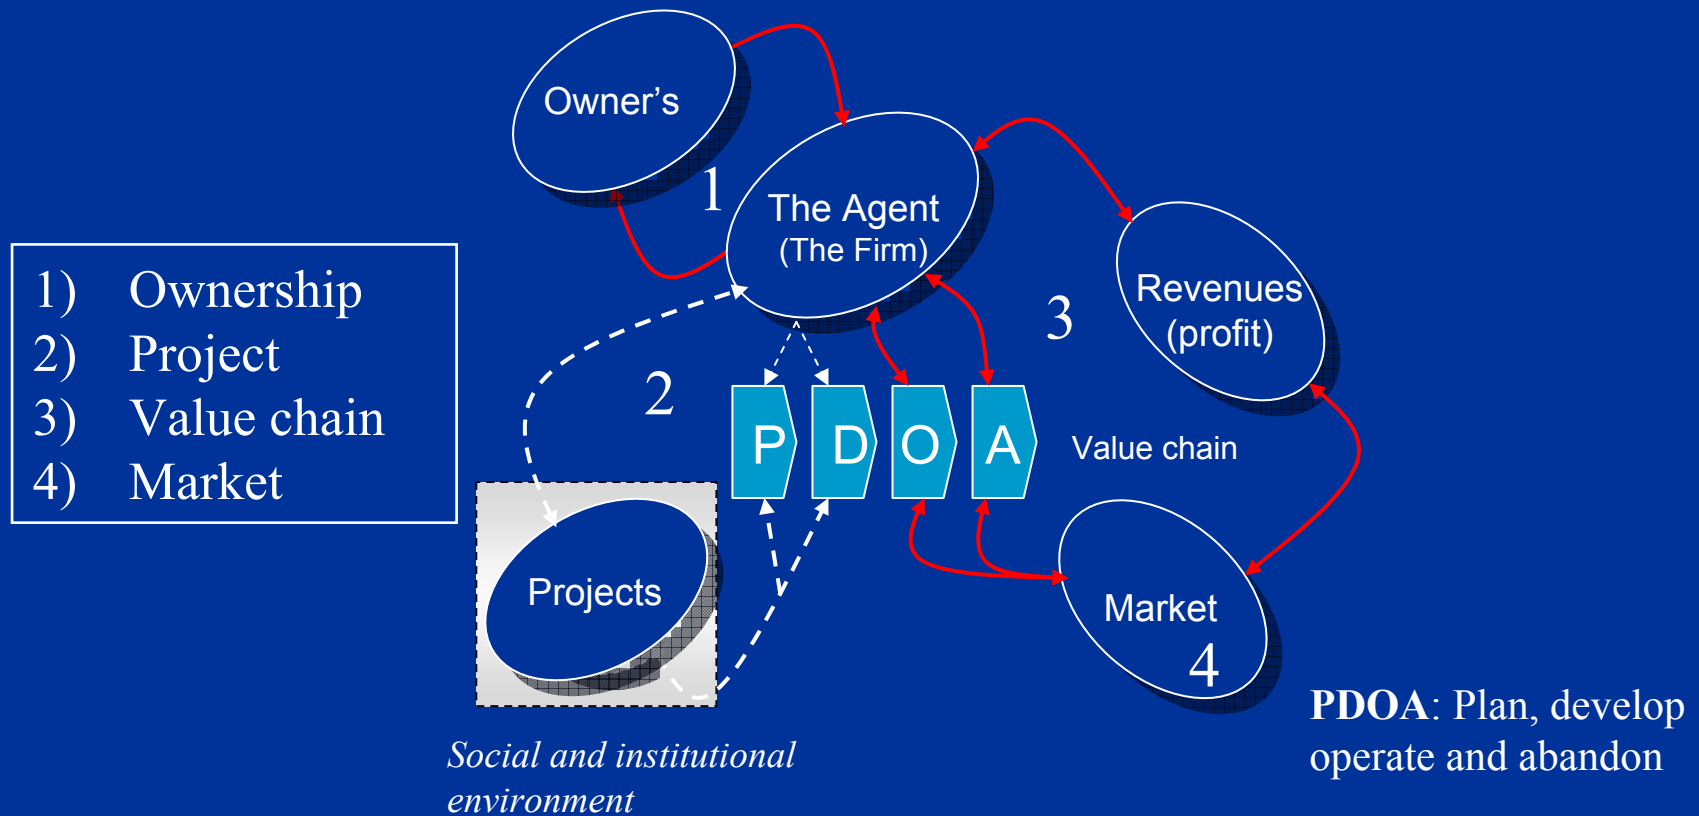 Owner's
1
The Agent
(The Firm)
1) Ownership
2) Project
3) Value chain
4) Market
Revenues
(profit)
3
2
P D O A
Value chain
Projects
Market
4
PDOA: Plan, develop
operate and abandon
Social and institutional
environment